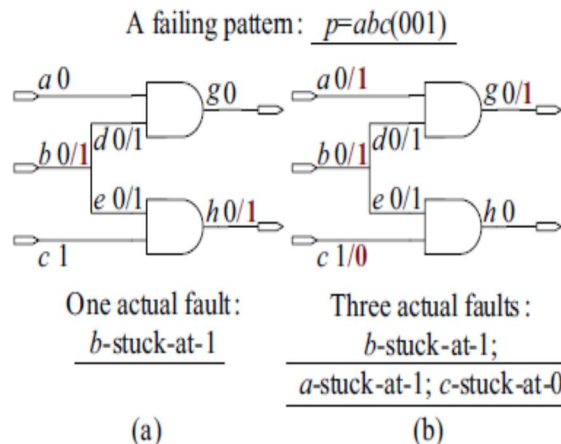 A failing pattern: p=abc(001)
a 0
g 0
d 0/1
b 0/1
e 0/1
h 0/1
c 1
One actual fault:
b-stuck-at-1
(a)
a 0/1
g 0/1
d0/1
b 0/1
e 0/1
h 0
c 1/0
Three actual faults:
b-stuck-at-1;
a-stuck-at-1; c-stuck-at-0
(b)